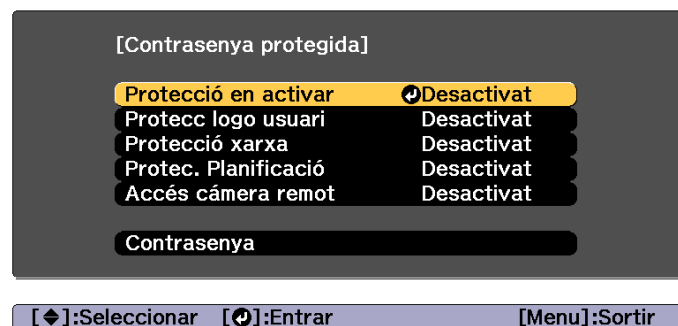 [Contrasenya protegida]
Protecció en activar Desactivat
Protecc logo usuari Desactivat
Protecció xarxa Desactivat
Protec. Planificació Desactivat
Accés cámera remot Desactivat
Contrasenya
[]:Seleccionar []:Entrar [Menu]:Sortir